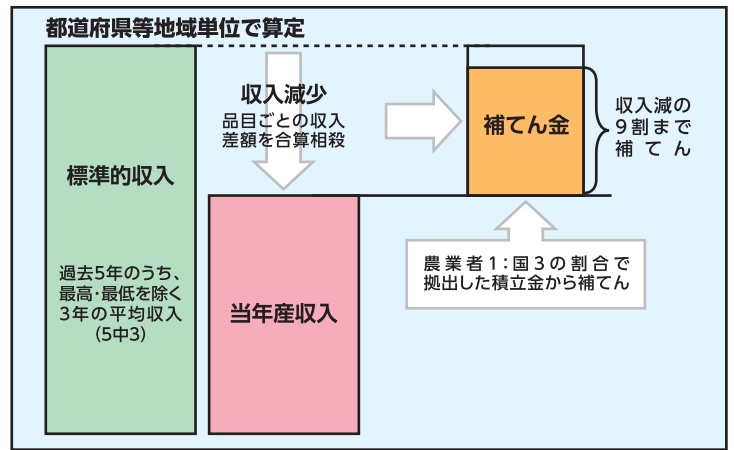 都道府県等地域単位で算定
収入減少
品目ごとの収入
差額を合算相殺
補てん金
収入減の
9割まで
補てん
標準的収入
過去5年のうち、
最高・最低を除く
3年の平均収入
(5中3)
当年産収入
農業者1：国3の割合で
拠出した積立金から補てん